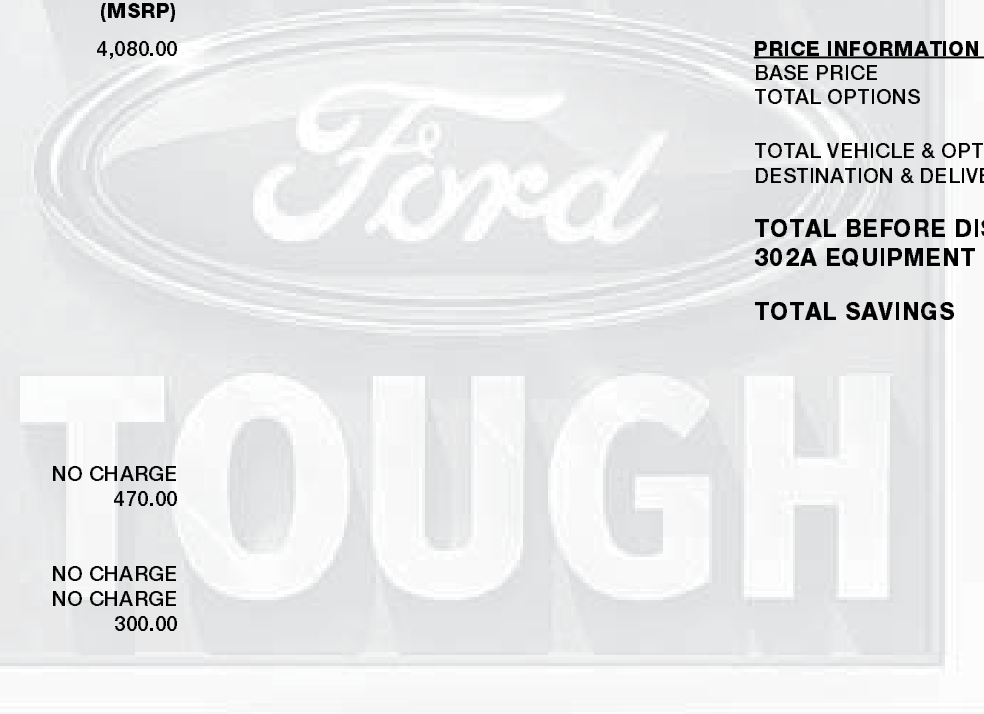 (MSRP)
4,080.00
PRICE INFORMATION
BASE PRICE
TOTAL OPTIONS
TOTAL VEHICLE & OPT
DESTINATION & DELIVE
TOTAL BEFORE DIS
302A EQUIPMENT
TOTAL SAVINGS
Ford
TOUGH
NO CHARGE
470.00
NO CHARGE
NO CHARGE
300.00